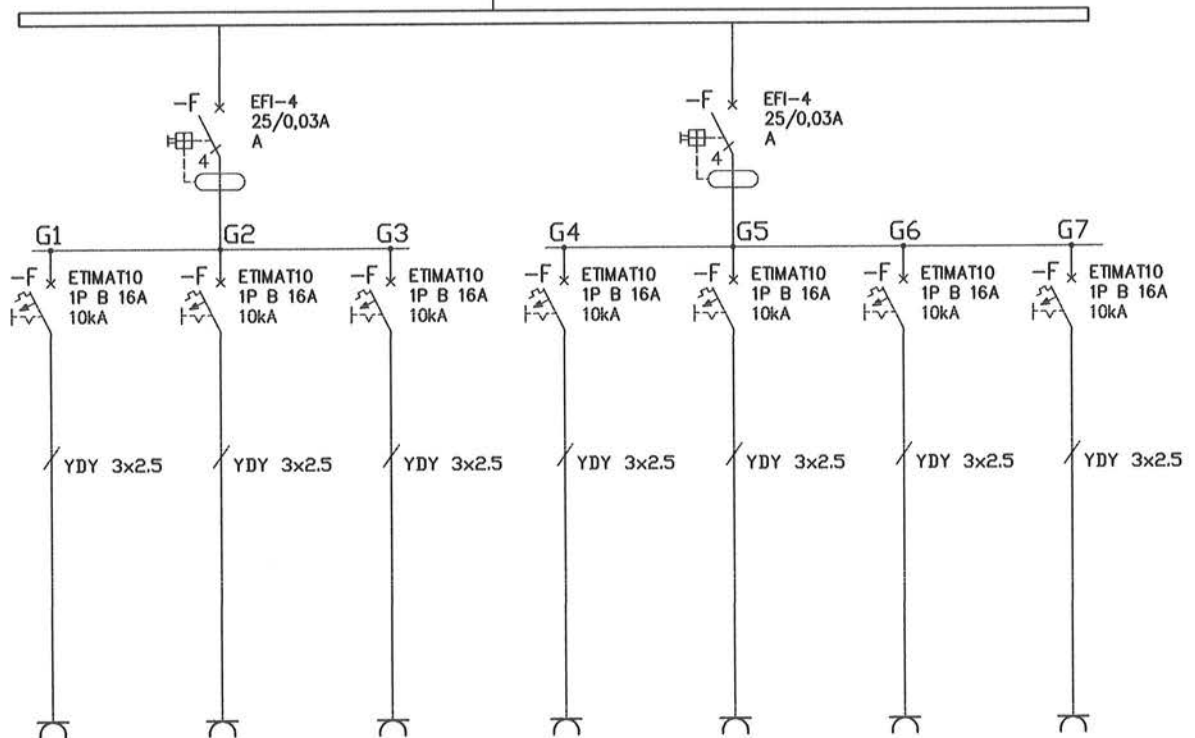 -F EFI-4
25/0,03A
A
4
-F EFI-4
25/0,03A
A
4
G1 G2 G3 G4 G5 G6 G7
-F ETIMAT10
1P B 16A
10kA
-F ETIMAT10
1P B 16A
10kA
-F ETIMAT10
1P B 16A
10kA
-F ETIMAT10
1P B 16A
10kA
-F ETIMAT10
1P B 16A
10kA
-F ETIMAT10
1P B 16A
10kA
-F ETIMAT10
1P B 16A
10kA
YDY 3x2.5 YDY 3x2.5 YDY 3x2.5 YDY 3x2.5 YDY 3x2.5 YDY 3x2.5 YDY 3x2.5